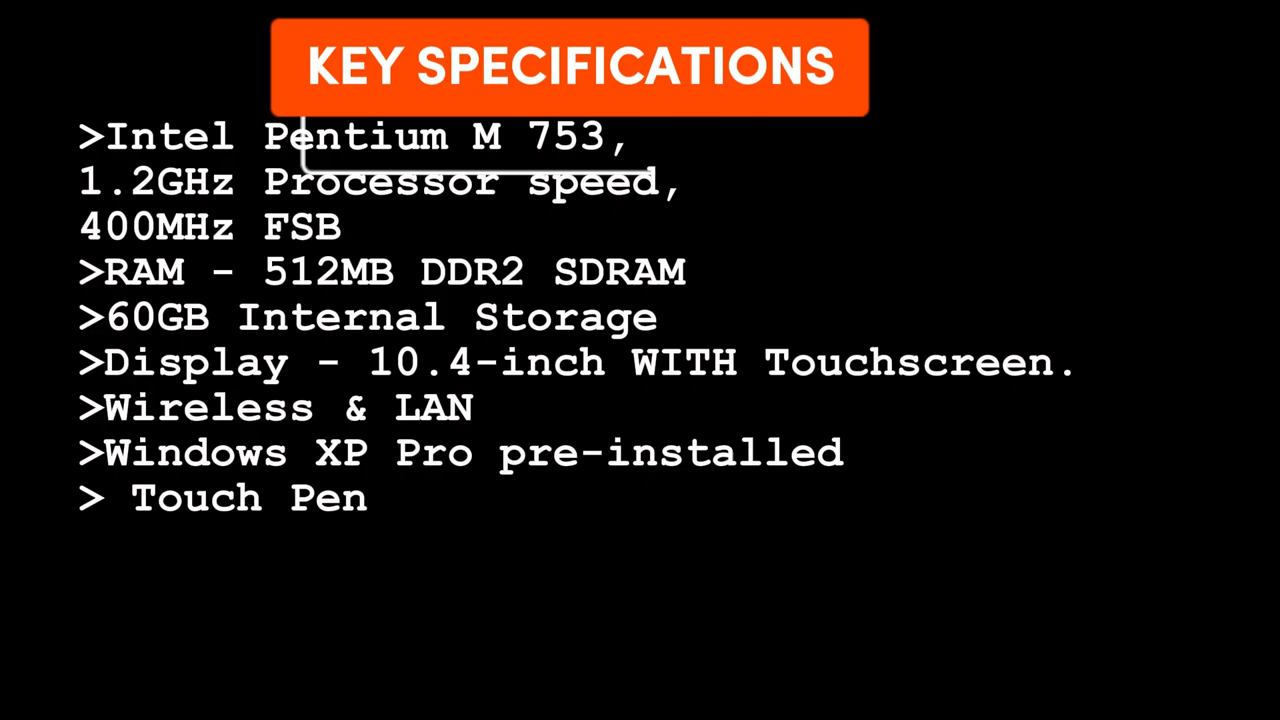 KEY SPECIFICATIONS
>Intel Pentium M 753,
1.2GHz Processor speed,
400MHz FSB
>RAM - 512MB DDR2 SDRAM
>60GB Internal Storage
>Display - 10.4-inch WITH Touchscreen.
>Wireless & LAN
>Windows XP Pro pre-installed
> Touch Pen